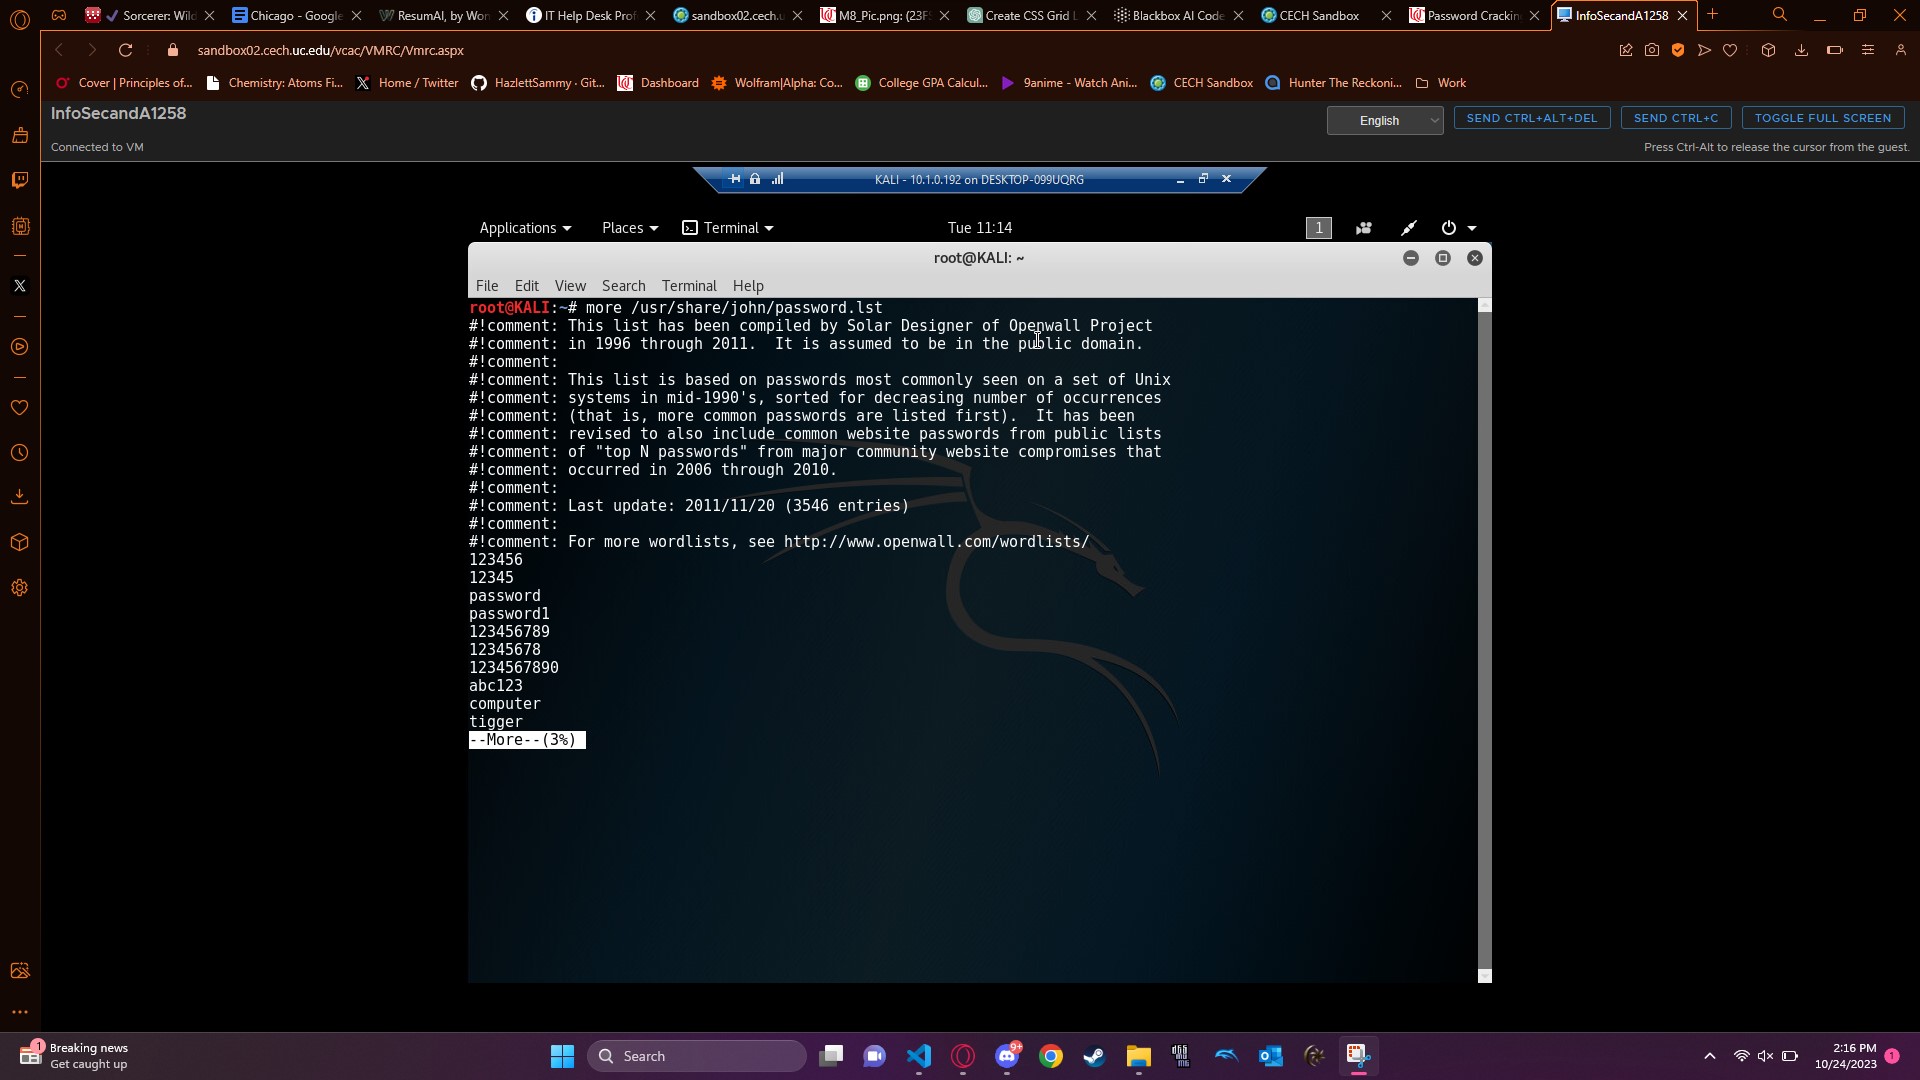 Sorcerer: Wil
Chicago - Google
ResumAI, by Won
IT Help Desk Prof
sandbox02.cech.u
M8_Pic.png: (23F
Create CSS Grid L
Blackbox AI Code
CECH Sandbox
Password Crackin
InfoSecandA1258
sandbox02.cech.uc.edu/vcac/VMRC/Vmrc.aspx
Cover | Principles of...
Chemistry: Atoms Fi...
Home / Twitter
HazlettSammy · Git...
Dashboard
Wolfram|Alpha: Co...
College GPA Calcul...
9anime - Watch Ani...
CECH Sandbox
Hunter The Reckoni...
Work
InfoSecandA1258
English
SEND CTRL+ALT+DEL
SEND CTRL+C
TOGGLE FULL SCREEN
Connected to VM
Press Ctrl-Alt to release the cursor from the guest.
KALI - 10.1.0.192 on DESKTOP-099UQRG
Applications
Places
Terminal
Tue 11:14
1
root@KALI: ~
File Edit View Search Terminal Help
root@KALI:~# more /usr/share/john/password.lst
#!comment: This list has been compiled by Solar Designer of Openwall Project
#!comment: in 1996 through 2011.  It is assumed to be in the public domain.
#!comment:
#!comment: This list is based on passwords most commonly seen on a set of Unix
#!comment: systems in mid-1990's, sorted for decreasing number of occurrences
#!comment: (that is, more common passwords are listed first).  It has been
#!comment: revised to also include common website passwords from public lists
#!comment: of "top N passwords" from major community website compromises that
#!comment: occurred in 2006 through 2010.
#!comment:
#!comment: Last update: 2011/11/20 (3546 entries)
#!comment:
#!comment: For more wordlists, see http://www.openwall.com/wordlists/
123456
12345
password
password1
123456789
12345678
1234567890
abc123
computer
tigger
--More--(3%)
1
Breaking news
Get caught up
Search
9+
2:16 PM
10/24/2023
1